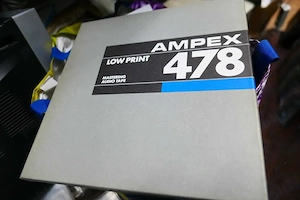 AMPEX
LOW PRINT
478
MASTERING
AUDIO TAPE